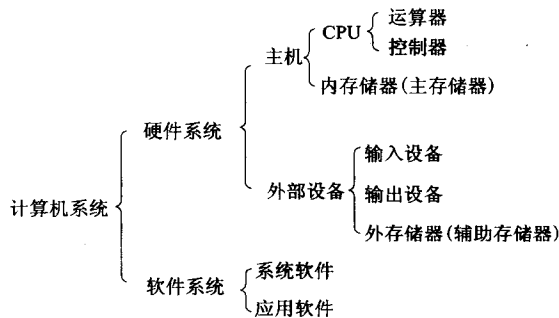 运算器
CPU
控制器
主机
内存储器(主存储器)
硬件系统
输入设备
外部设备
输出设备
计算机系统
外存储器(辅助存储器)
系统软件
软件系统
应用软件